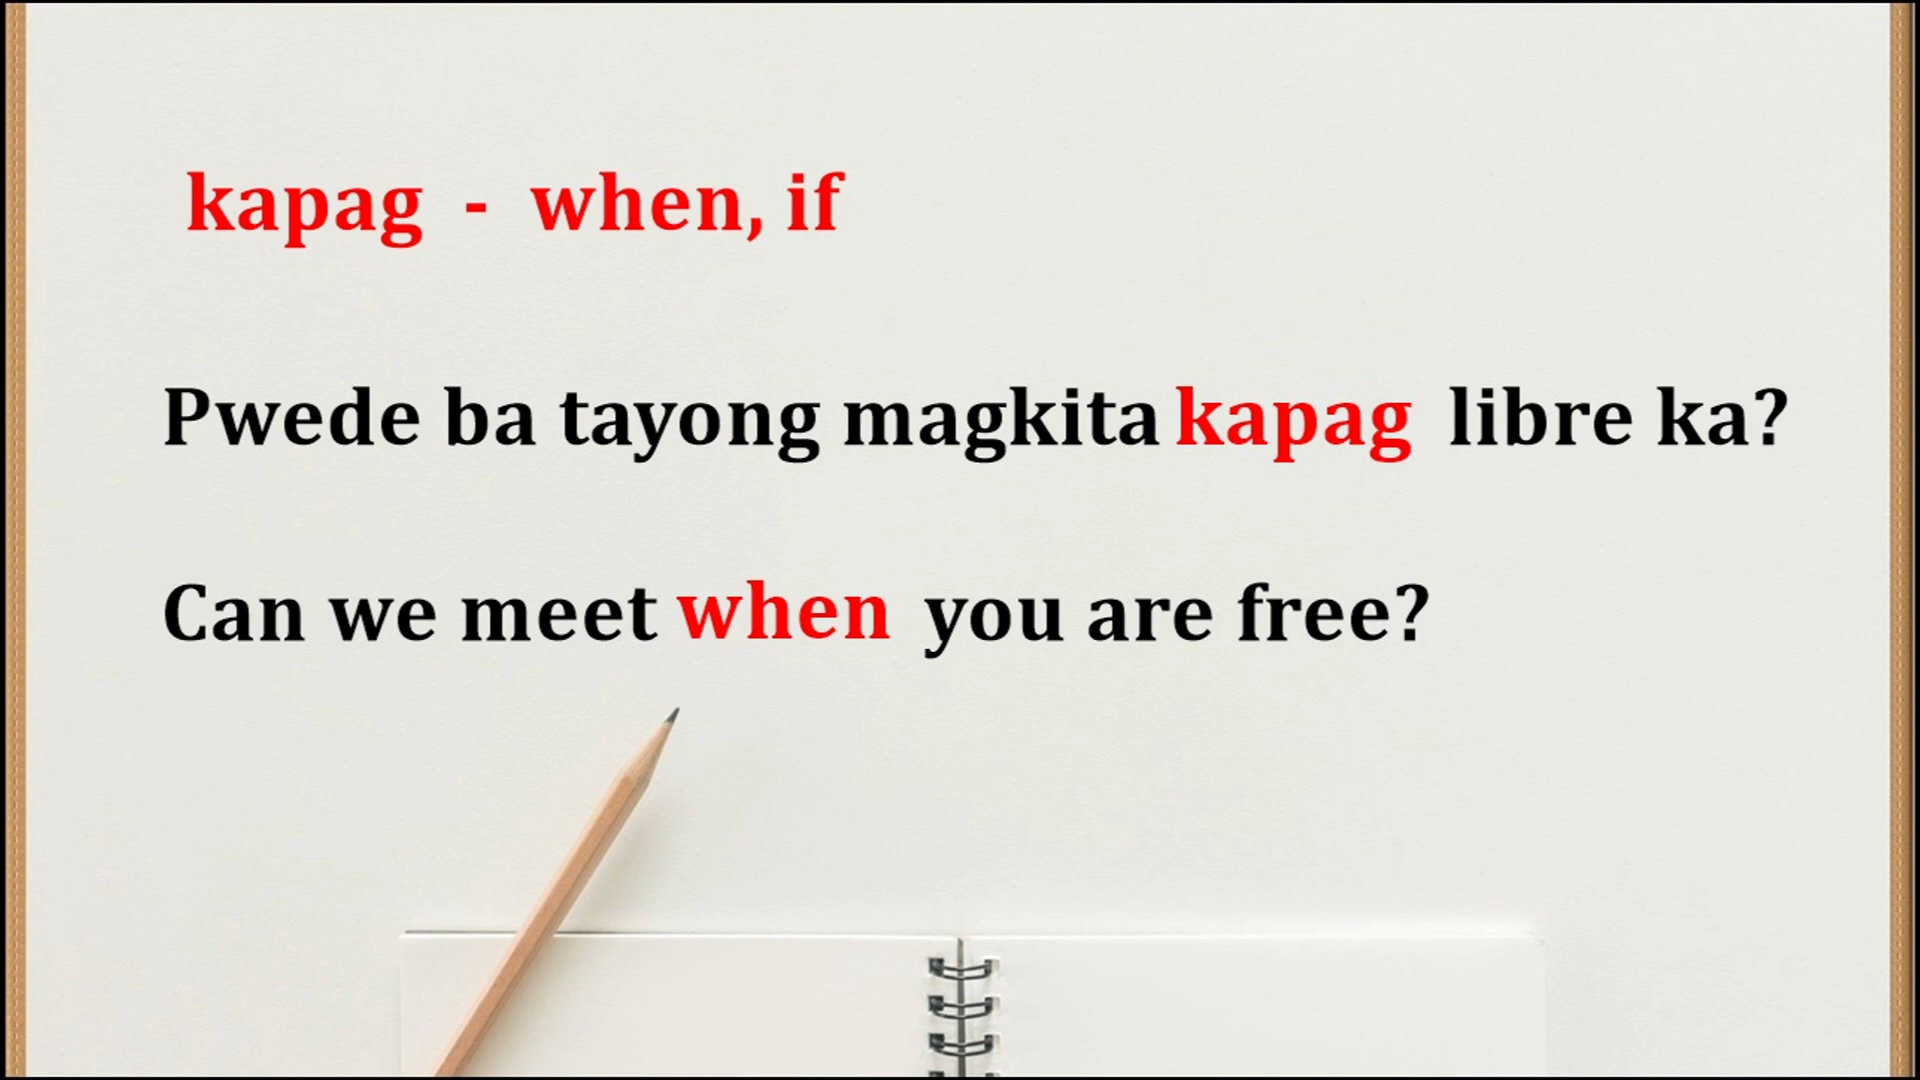 kapag - when, if
Pwede ba tayong magkita kapag libre ka?
Can we meet when you are free?